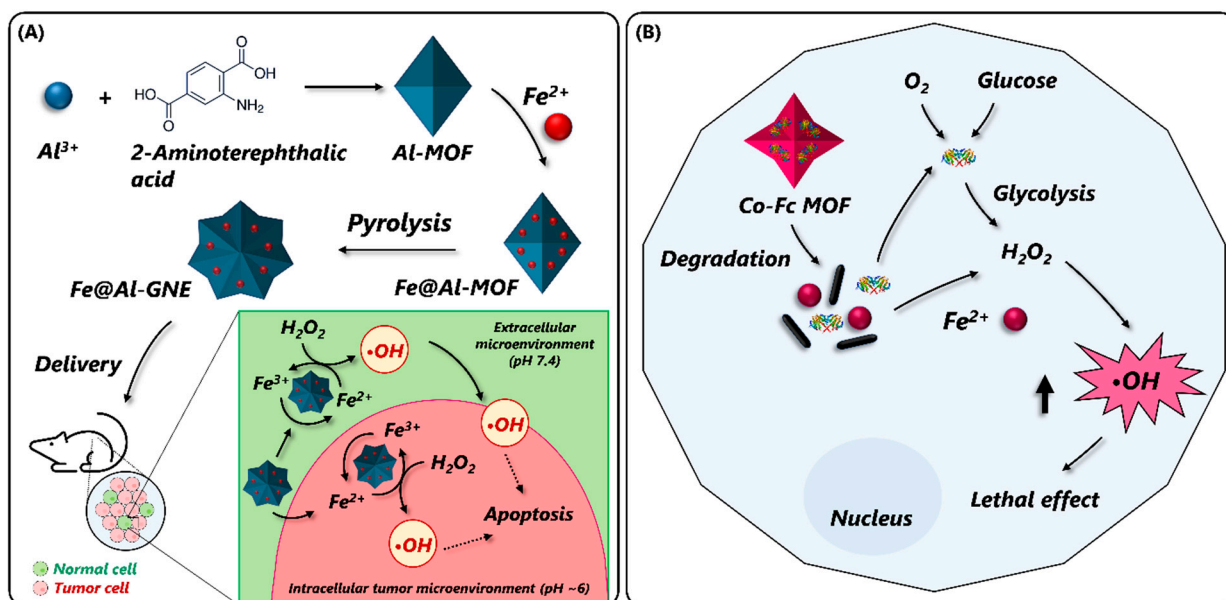 (A)
Al³⁺
+
HO
O
O
OH
NH₂
2-Aminoterephthalic
acid
Al-MOF
Fe²⁺
Fe@Al-MOF
Pyrolysis
Fe@Al-GNE
Delivery
Normal cell
Tumor cell
H₂O₂
•OH
Extracellular
microenvironment
(pH 7.4)
Fe³⁺
Fe²⁺
•OH
Fe³⁺
H₂O₂
Fe²⁺
Apoptosis
•OH
Intracellular tumor microenvironment (pH ~6)
(B)
O₂
Glucose
Co-Fc MOF
Glycolysis
Degradation
H₂O₂
Fe²⁺
•OH
Lethal effect
Nucleus